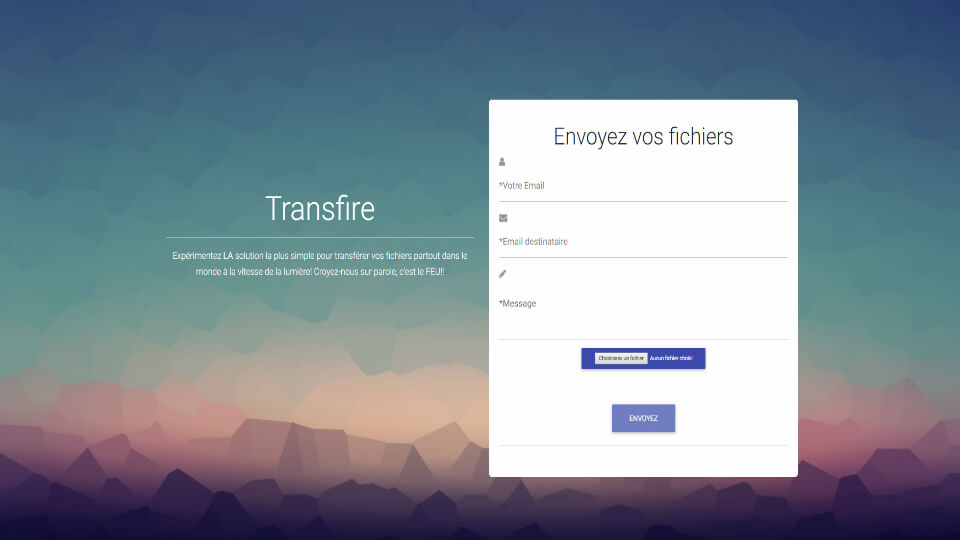 Transfire
Expérimentez LA solution la plus simple pour transférer vos fichiers partout dans le
monde à la vitesse de la lumière! Croyez-nous sur parole, c'est le FEU!!
Envoyez vos fichiers
*Votre Email
*Email destinataire
*Message
Choisissez un fichier Aucun fichier choisi
ENVOYEZ